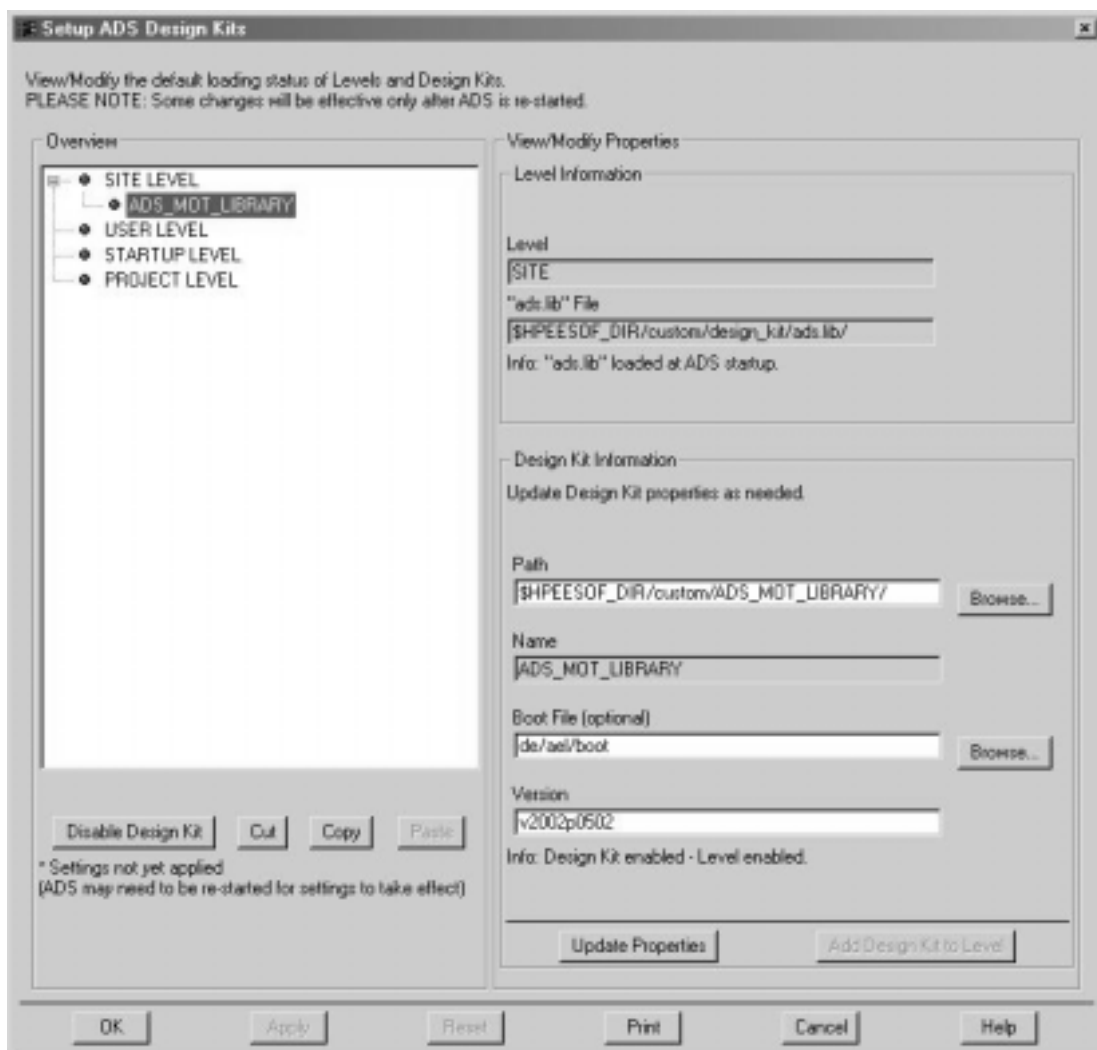 Setup ADS Design Kits
View/Modify the default loading status of Levels and Design Kits.
PLEASE NOTE: Some changes will be effective only after ADS is re-started.
Overview
SITE LEVEL
ADS_MOT_LIBRARY
USER LEVEL
STARTUP LEVEL
PROJECT LEVEL
Disable Design Kit
Cut
Copy
Paste
* Settings not yet applied
(ADS may need to be re-started for settings to take effect)
View/Modify Properties
Level Information
Level
SITE
"ads.lib" File
$HPEESOF_DIR/custom/design_kit/ads.lib/
Info: "ads.lib" loaded at ADS startup.
Design Kit Information
Update Design Kit properties as needed.
Path
$HPEESOF_DIR/custom/ADS_MOT_LIBRARY/
Browse...
Name
ADS_MOT_LIBRARY
Boot File (optional)
de/ael/boot
Browse...
Version
v2002p0502
Info: Design Kit enabled - Level enabled.
Update Properties
Add Design Kit to Level
OK
Apply
Reset
Print
Cancel
Help